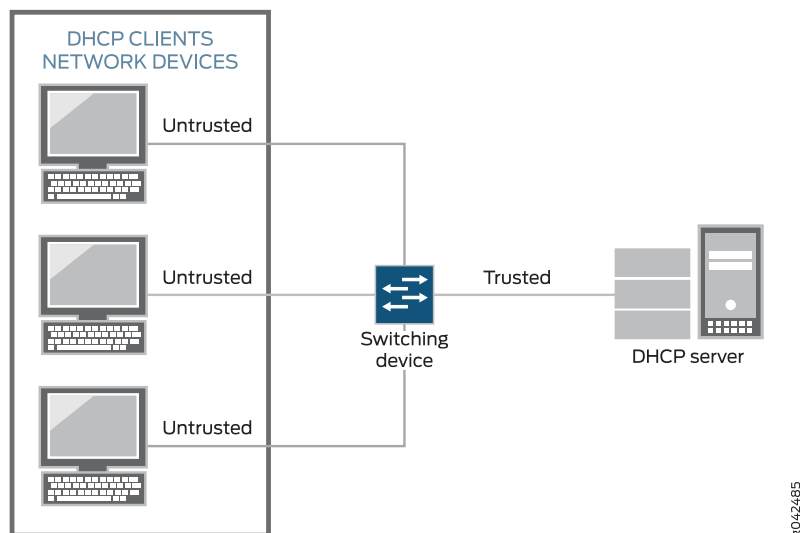 DHCP CLIENTS
NETWORK DEVICES
Untrusted
Untrusted
Trusted
Switching
device
DHCP server
Untrusted
g042485